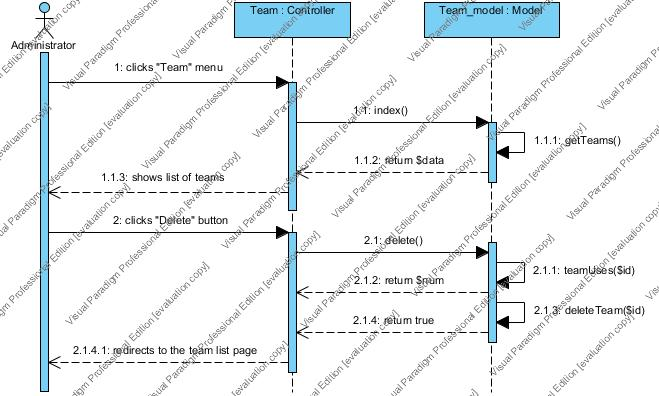 Team : Controller
Team_model : Model
Administrator
1: clicks "Team" menu
1.1: index()
1.1.1: getTeams()
1.1.2: return $data
1.1.3: shows list of teams
2: clicks "Delete" button
2.1: delete()
2.1.1: teamUses($id)
2.1.2: return $num
2.1.3: deleteTeam($id)
2.1.4: return true
2.1.4.1: redirects to the team list page
Visual Paradigm Professional Edition [evaluation copy]